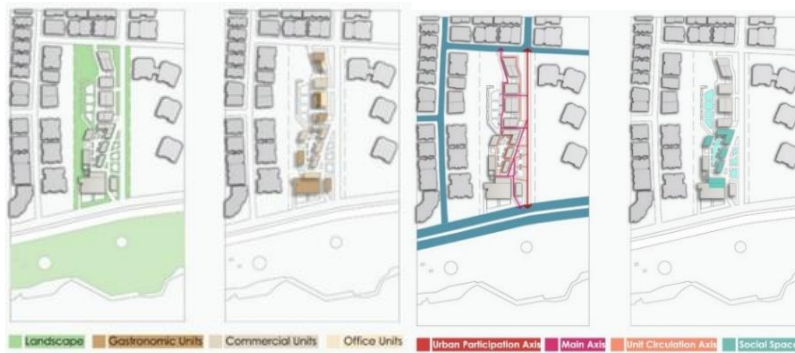 Landscape
Gastronomic Units
Commercial Units
Office Units
Urban Participation Axis
Main Axis
Unit Circulation Axis
Social Space